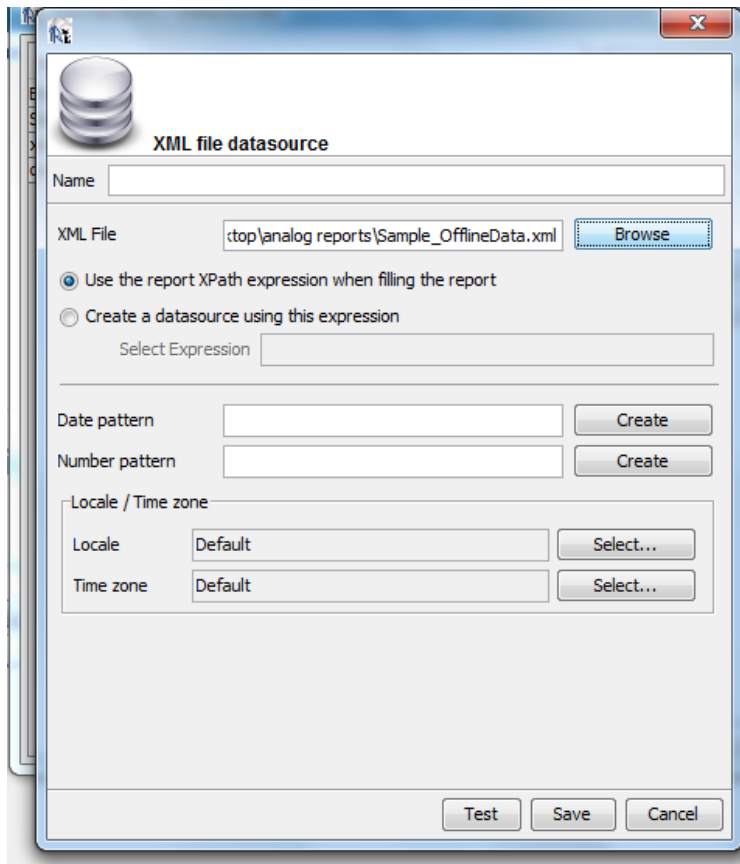 XML file datasource
Name
XML File :top\analog reports\Sample_OfflineData.xml Browse
Use the report XPath expression when filling the report
Create a datasource using this expression
Select Expression
Date pattern Create
Number pattern Create
Locale / Time zone
Locale Default Select...
Time zone Default Select...
Test Save Cancel